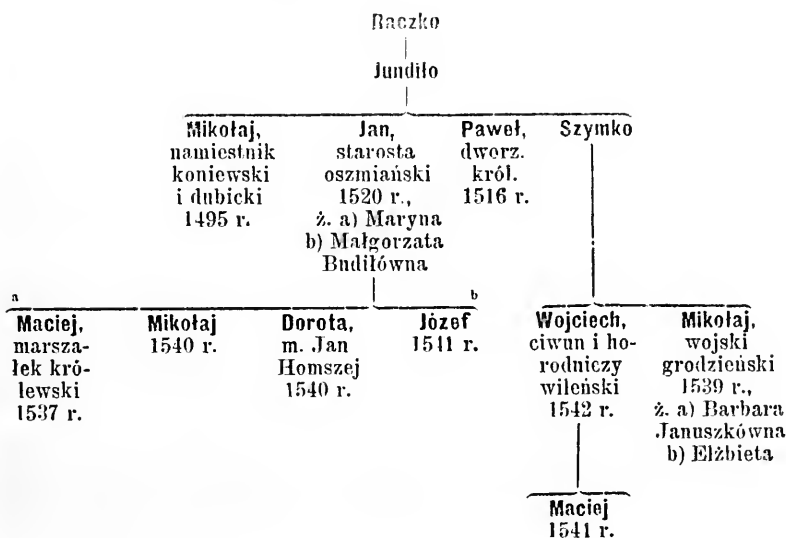 Raczko
Jundiło
Mikołaj,
namiestnik
koniewski
i dubicki
1495 r.
Jan,
starosta
oszmiański
1520 r.,
ż. a) Maryna
b) Małgorzata
Budiłówna
Paweł,
dworz.
król.
1516 r.
Szymko
a
Maciej,
marsza-
łek kró-
lewski
1537 r.
Mikołaj
1540 r.
Dorota,
m. Jan
Homszej
1540 r.
b
Józef
1541 r.
Wojciech,
ciwun i ho-
rodniczy
wileński
1542 r.
Mikołaj,
wojski
grodzieński
1539 r.,
ż. a) Barbara
Januszkówna
b) Elżbieta
Maciej
1541 r.